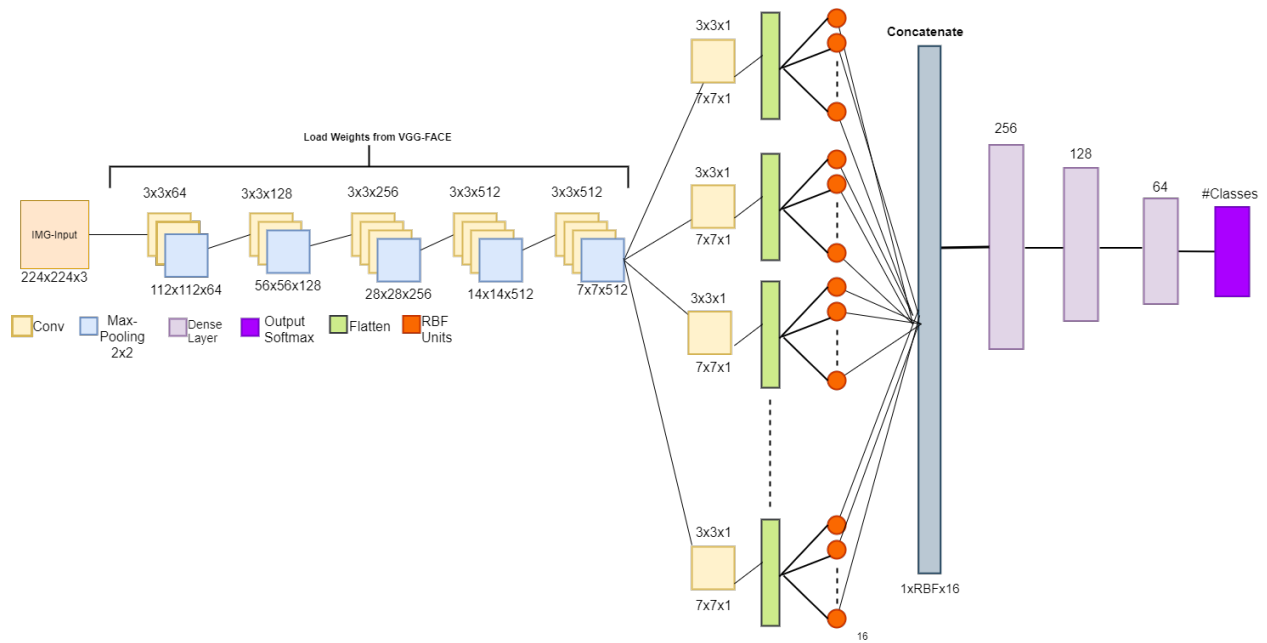 Load Weights from VGG-FACE
IMG-Input
224x224x3
3x3x64
112x112x64
3x3x128
56x56x128
3x3x256
28x28x256
3x3x512
14x14x512
3x3x512
7x7x512
Conv
Max-
Pooling
2x2
Dense
Layer
Output
Softmax
Flatten
RBF
Units
3x3x1
7x7x1
3x3x1
7x7x1
3x3x1
7x7x1
3x3x1
7x7x1
16
Concatenate
1xRBFx16
256
128
64
#Classes